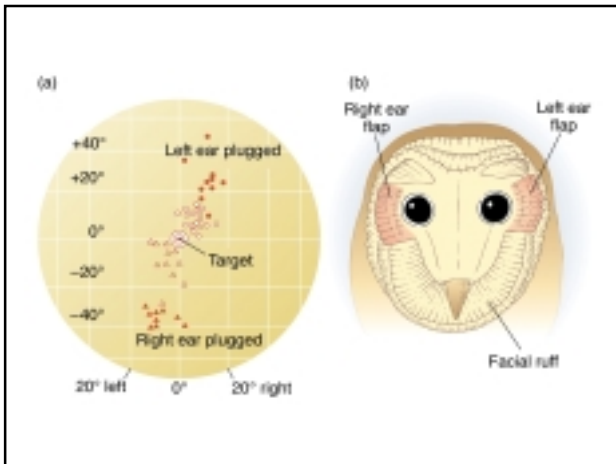 (a)
+40°
Left ear plugged
+20°
0°
Target
−20°
−40°
Right ear plugged
20° left
0°
20° right
(b)
Right ear
flap
Left ear
flap
Facial ruff